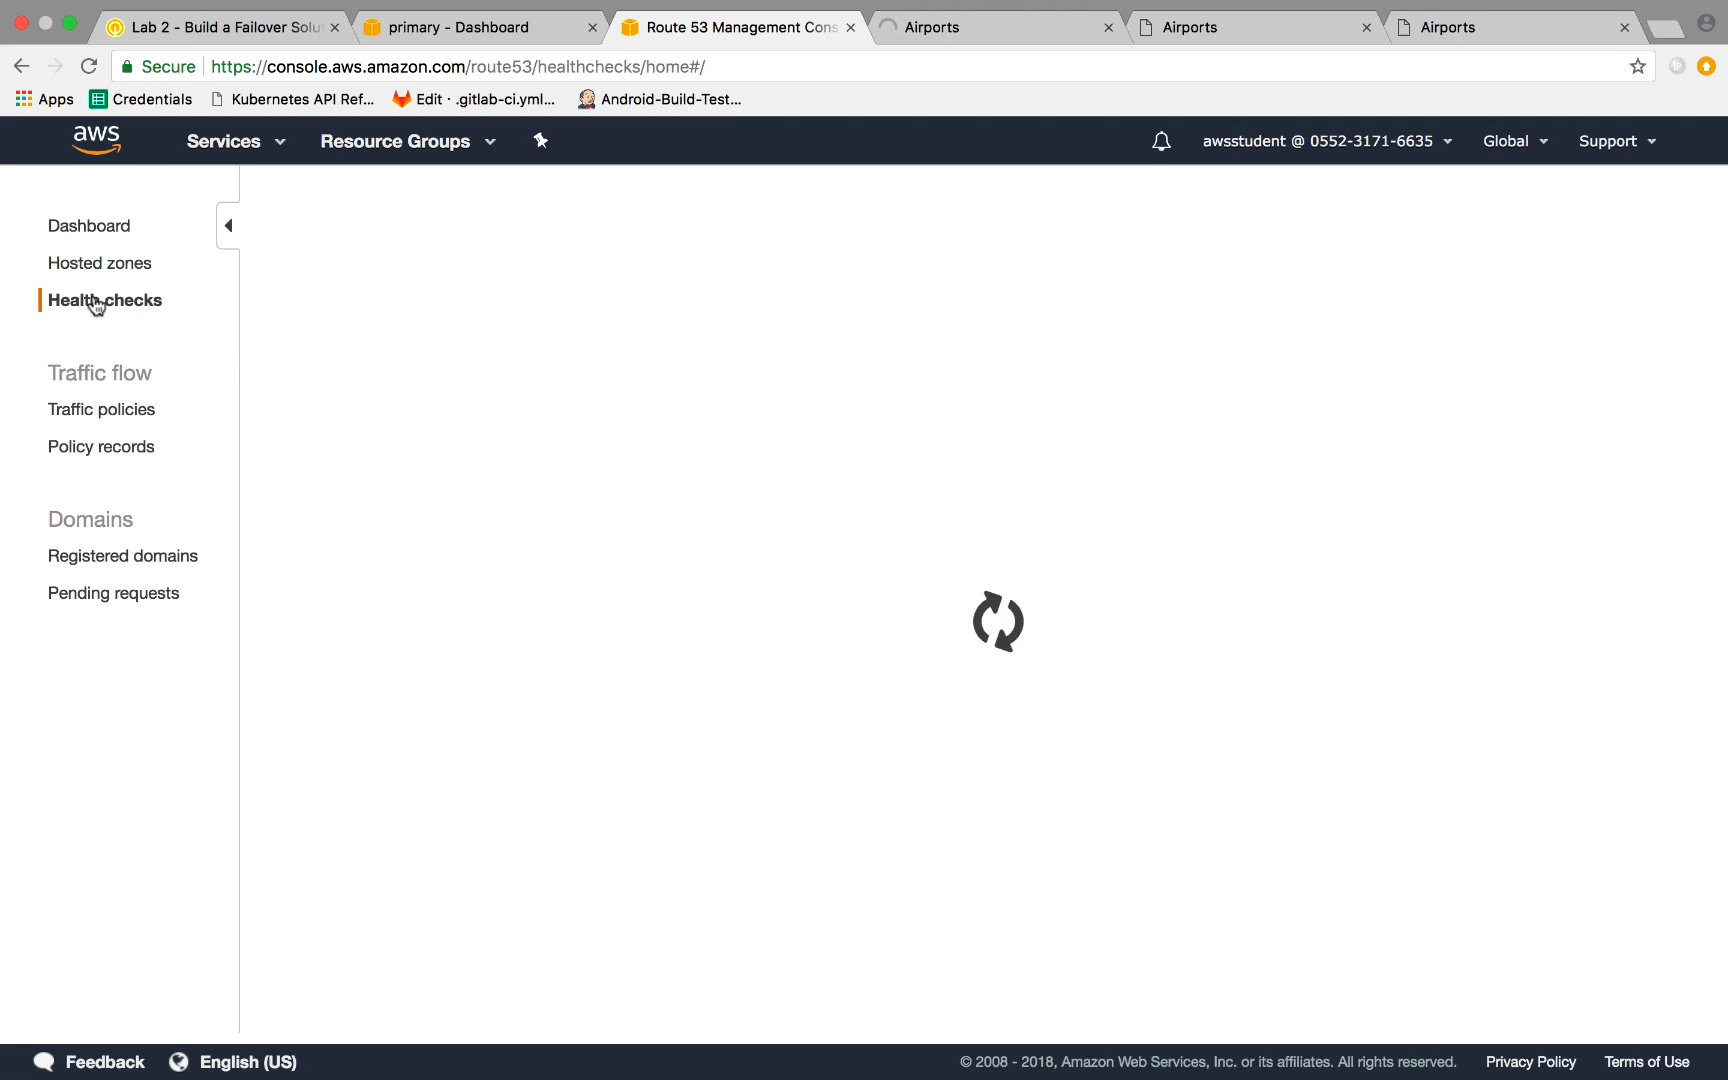 Lab 2 - Build a Failover Solu
primary - Dashboard
Route 53 Management Cons
Airports
Airports
Airports
Secure
https://console.aws.amazon.com/route53/healthchecks/home#/
Apps
Credentials
Kubernetes API Ref...
Edit · .gitlab-ci.yml...
Android-Build-Test...
aws
Services
Resource Groups
awsstudent @ 0552-3171-6635
Global
Support
Dashboard
Hosted zones
Health checks
Traffic flow
Traffic policies
Policy records
Domains
Registered domains
Pending requests
Feedback
English (US)
© 2008 - 2018, Amazon Web Services, Inc. or its affiliates. All rights reserved.
Privacy Policy
Terms of Use